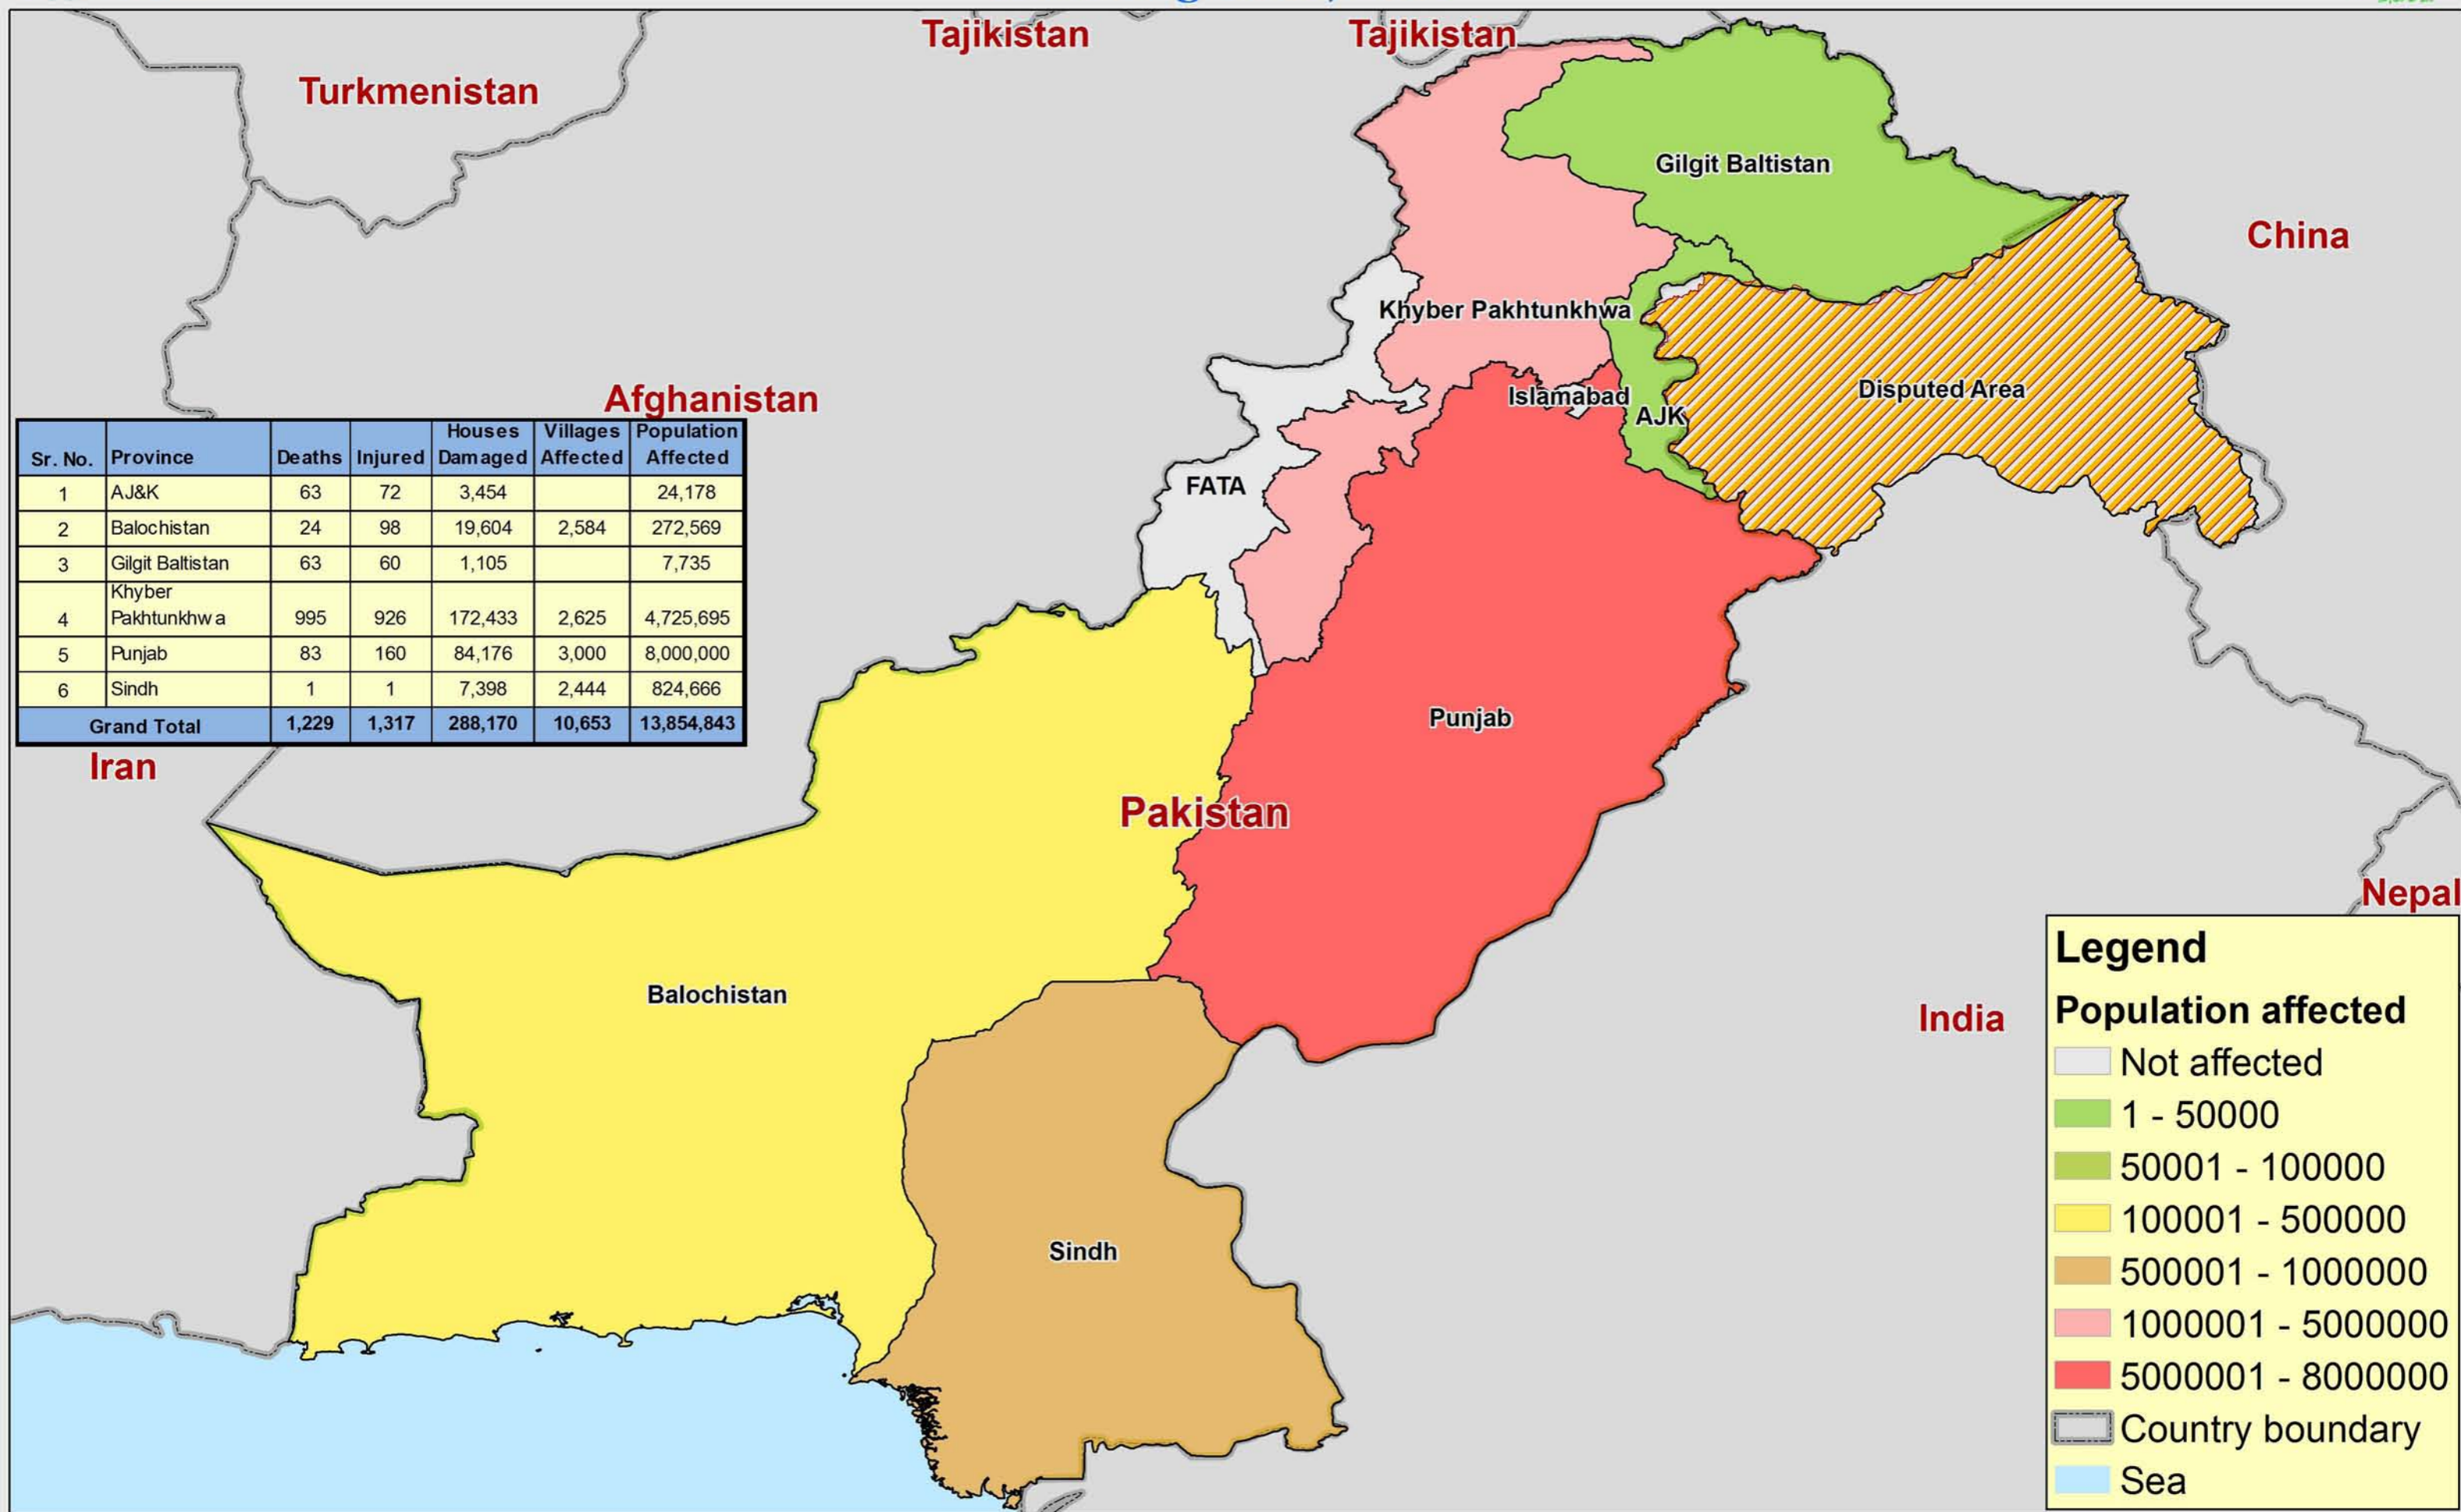 Tajikistan
Tajikistan
Turkmenistan
Gilgit Baltistan
China
Khyber Pakhtunkhwa
Disputed Area
Islamabad
Afghanistan
AJK
FATA
Sr. No. Province Deaths Injured Houses Damaged Villages Affected Population Affected
1 AJ&K 63 72 3,454 24,178
2 Balochistan 24 98 19,604 2,584 272,569
3 Gilgit Baltistan 63 60 1,105 7,735
4 Khyber Pakhtunkhwa 995 926 172,433 2,625 4,725,695
5 Punjab 83 160 84,176 3,000 8,000,000
6 Sindh 1 1 7,398 2,444 824,666
Grand Total 1,229 1,317 288,170 10,653 13,854,843
Iran
Punjab
Pakistan
Nepal
Balochistan
India
Sindh
Legend
Population affected
Not affected
1 - 50000
50001 - 100000
100001 - 500000
500001 - 1000000
1000001 - 5000000
5000001 - 8000000
Country boundary
Sea